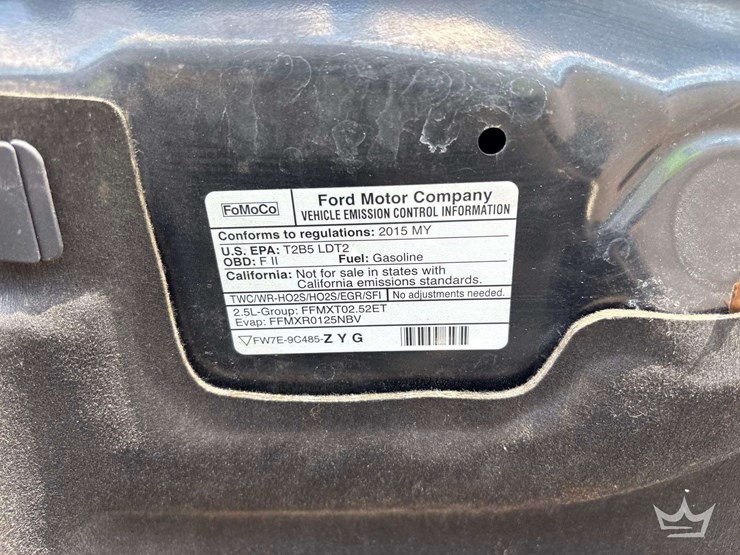 FoMoCo
Ford Motor Company
VEHICLE EMISSION CONTROL INFORMATION
Conforms to regulations: 2015 MY
U.S. EPA: T2B5 LDT2
OBD: F II Fuel: Gasoline
California: Not for sale in states with
California emissions standards.
TWC/WR-HO2S/HO2S/EGR/SFI No adjustments needed.
2.5L-Group: FFMXT02.52ET
Evap: FFMXR0125NBV
FW7E-9C485-Z Y G